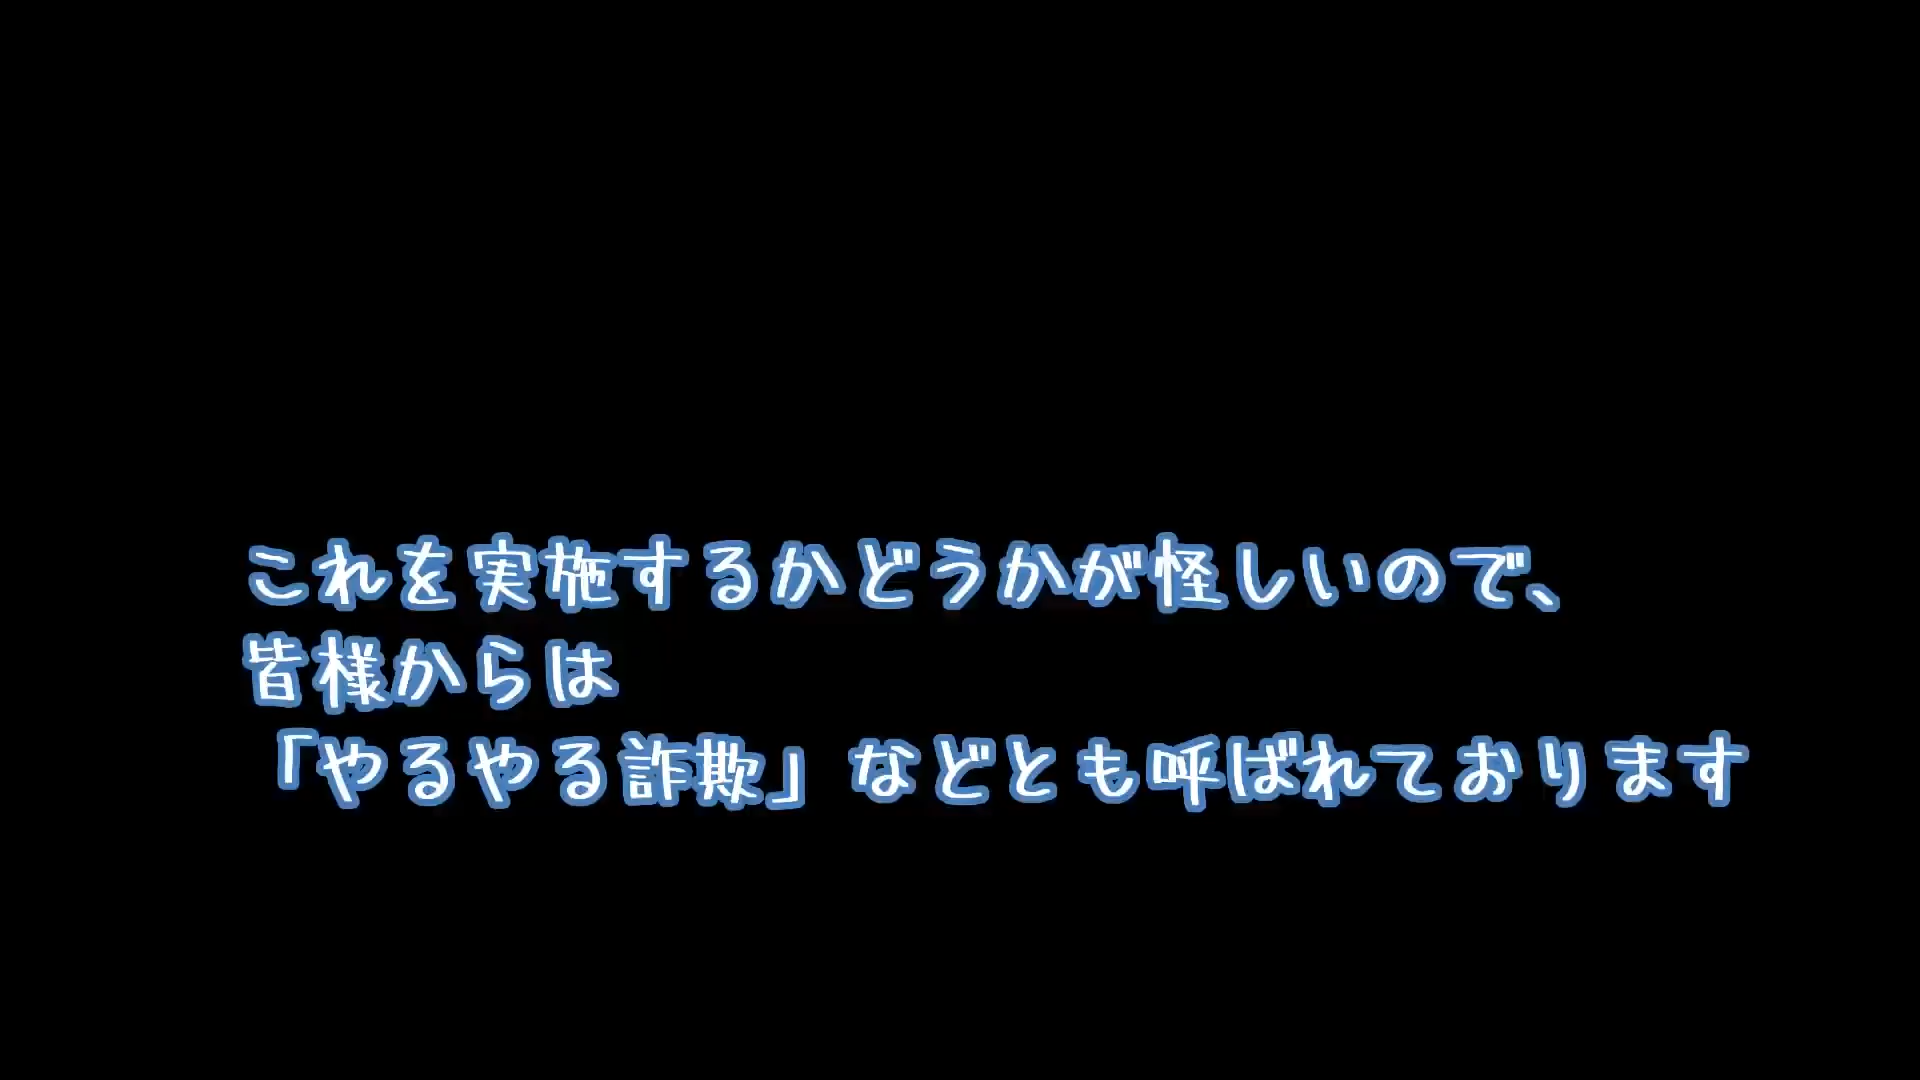 これを実施するかどうかが怪しいので、
皆様からは
「やるやる詐欺」などとも呼ばれております